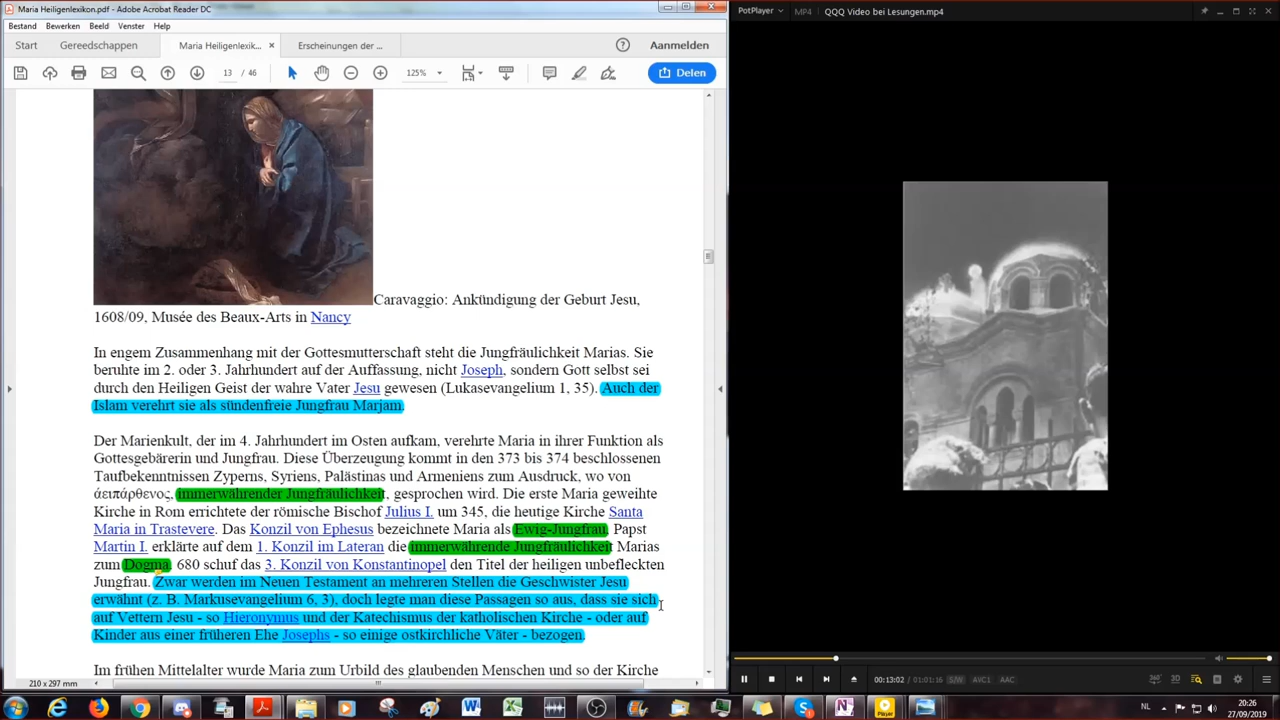 Maria Heiligenlexikon.pdf - Adobe Acrobat Reader DC
Bestand Bewerken Beeld Venster Help
Start Gereedschappen Maria Heiligenlexik... × Erscheinungen der ... Aanmelden
13 / 46 125% Delen
Caravaggio: Ankündigung der Geburt Jesu,
1608/09, Musée des Beaux-Arts in Nancy
In engem Zusammenhang mit der Gottesmutterschaft steht die Jungfräulichkeit Marias. Sie
beruhte im 2. oder 3. Jahrhundert auf der Auffassung, nicht Joseph, sondern Gott selbst sei
durch den Heiligen Geist der wahre Vater Jesu gewesen (Lukasevangelium 1, 35). Auch der
Islam verehrt sie als sündenfreie Jungfrau Marjam.
Der Marienkult, der im 4. Jahrhundert im Osten aufkam, verehrte Maria in ihrer Funktion als
Gottesgebärerin und Jungfrau. Diese Überzeugung kommt in den 373 bis 374 beschlossenen
Taufbekenntnissen Zyperns, Syriens, Palästinas und Armeniens zum Ausdruck, wo von
ἀειπάρθενος, immerwährender Jungfräulichkeit, gesprochen wird. Die erste Maria geweihte
Kirche in Rom errichtete der römische Bischof Julius I. um 345, die heutige Kirche Santa
Maria in Trastevere. Das Konzil von Ephesus bezeichnete Maria als Ewig-Jungfrau. Papst
Martin I. erklärte auf dem 1. Konzil im Lateran die immerwährende Jungfräulichkeit Marias
zum Dogma. 680 schuf das 3. Konzil von Konstantinopel den Titel der heiligen unbefleckten
Jungfrau. Zwar werden im Neuen Testament an mehreren Stellen die Geschwister Jesu
erwähnt (z. B. Markusevangelium 6, 3), doch legte man diese Passagen so aus, dass sie sich
auf Vettern Jesu - so Hieronymus und der Katechismus der katholischen Kirche - oder auf
Kinder aus einer früheren Ehe Josephs - so einige ostkirchliche Väter - bezogen.
Im frühen Mittelalter wurde Maria zum Urbild des glaubenden Menschen und so der Kirche
210 x 297 mm
PotPlayer MP4 QQQ Video bei Lesungen.mp4
00:13:02 / 01:01:16 S/W AVC1 AAC 360° 3D
NL 20:26
27/09/2019